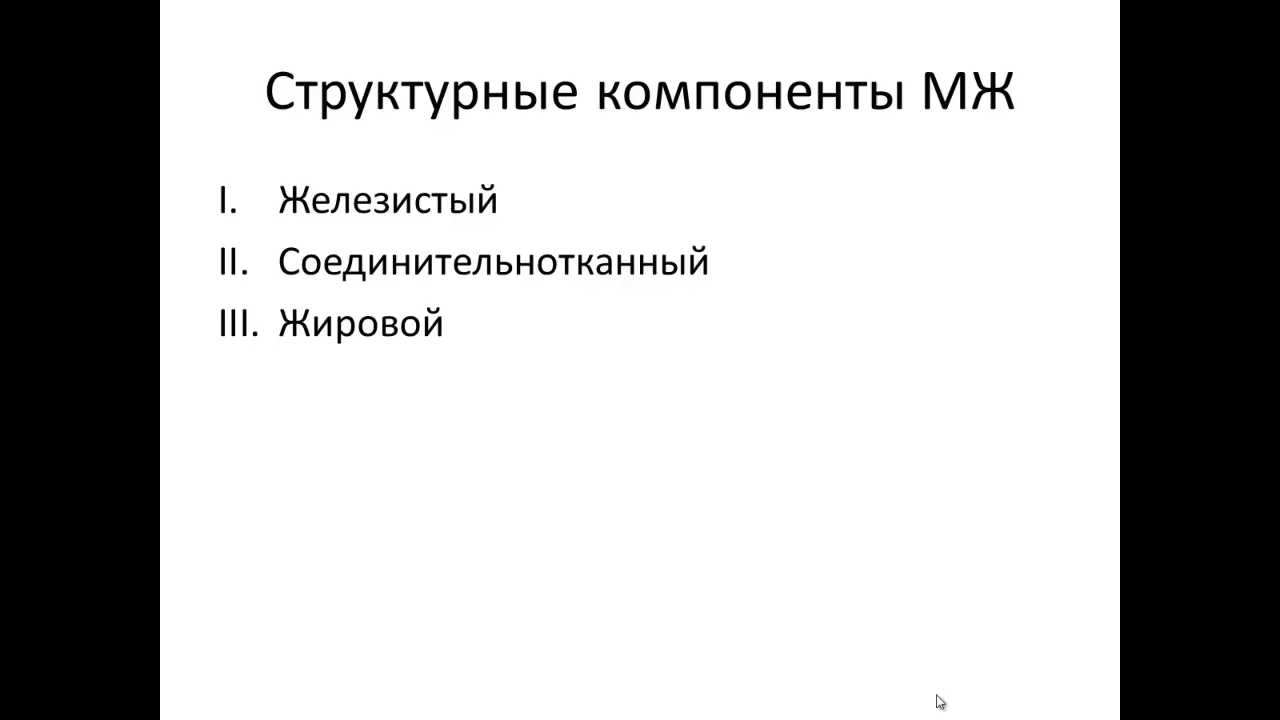 Структурные компоненты МЖ
I. Железистый
II. Соединительнотканный
III. Жировой